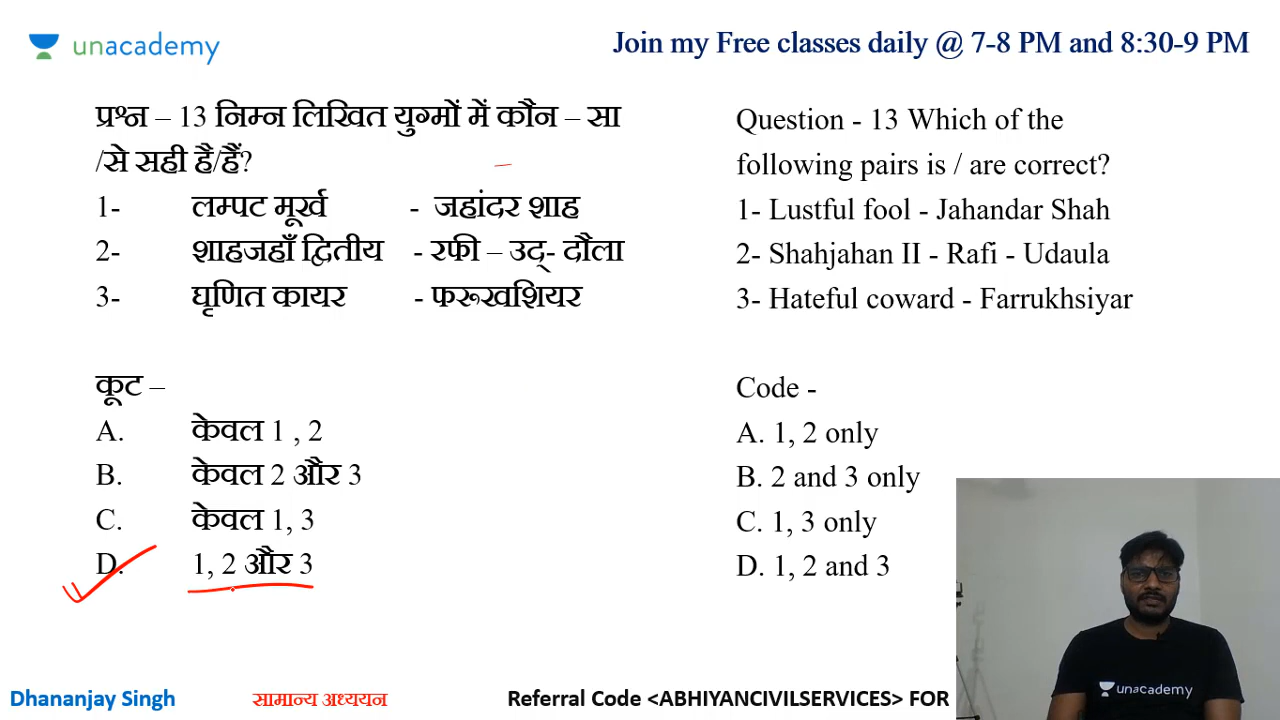 unacademy
Join my Free classes daily @ 7-8 PM and 8:30-9 PM
प्रश्न – 13 निम्न लिखित युग्मों में कौन – सा
/से सही है/हैं?
1- लम्पट मूर्ख - जहांदर शाह
2- शाहजहाँ द्वितीय - रफी – उद्- दौला
3- घृणित कायर - फरूखशियर
कूट –
A. केवल 1 , 2
B. केवल 2 और 3
C. केवल 1, 3
D. 1, 2 और 3
Question - 13 Which of the
following pairs is / are correct?
1- Lustful fool - Jahandar Shah
2- Shahjahan II - Rafi - Udaula
3- Hateful coward - Farrukhsiyar
Code -
A. 1, 2 only
B. 2 and 3 only
C. 1, 3 only
D. 1, 2 and 3
unacademy
Dhananjay Singh सामान्य अध्ययन Referral Code <ABHIYANCIVILSERVICES> FOR